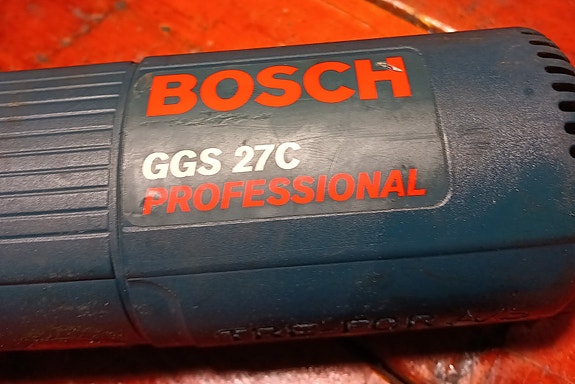 BOSCH
GGS 27C
PROFESSIONAL